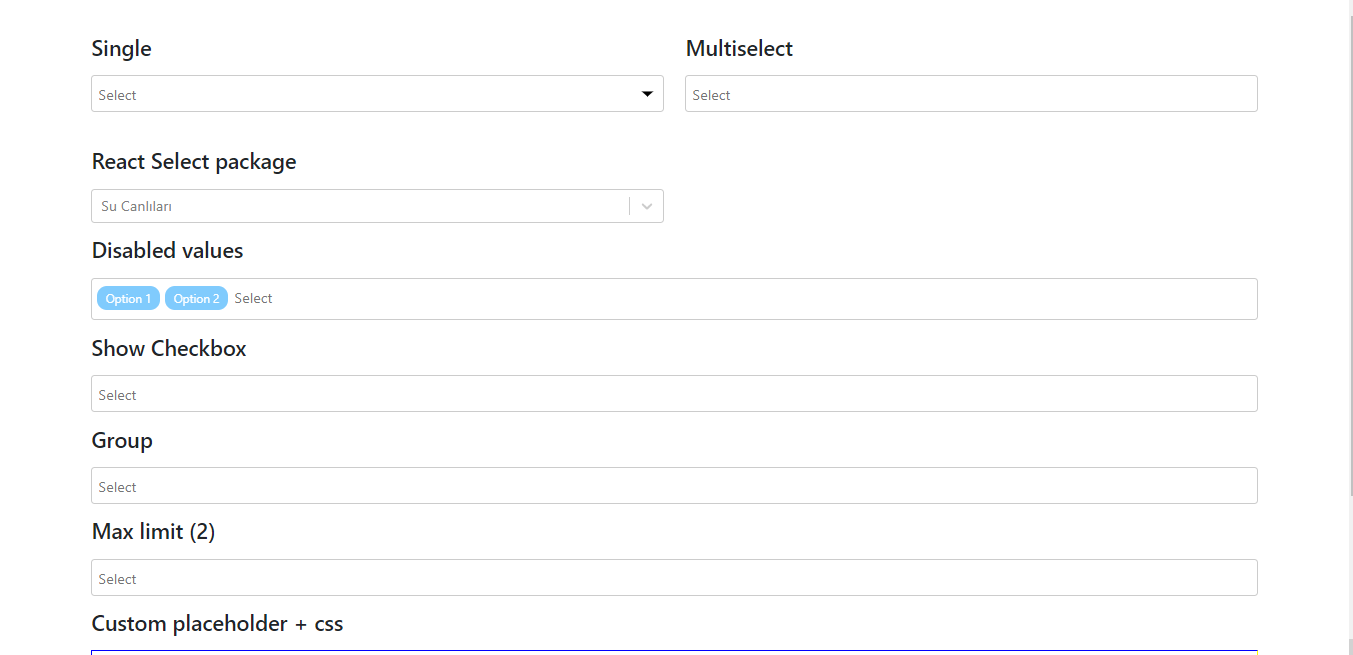 Single
Multiselect
Select
Select
React Select package
Su Canlıları
Disabled values
Option 1 Option 2 Select
Show Checkbox
Select
Group
Select
Max limit (2)
Select
Custom placeholder + css